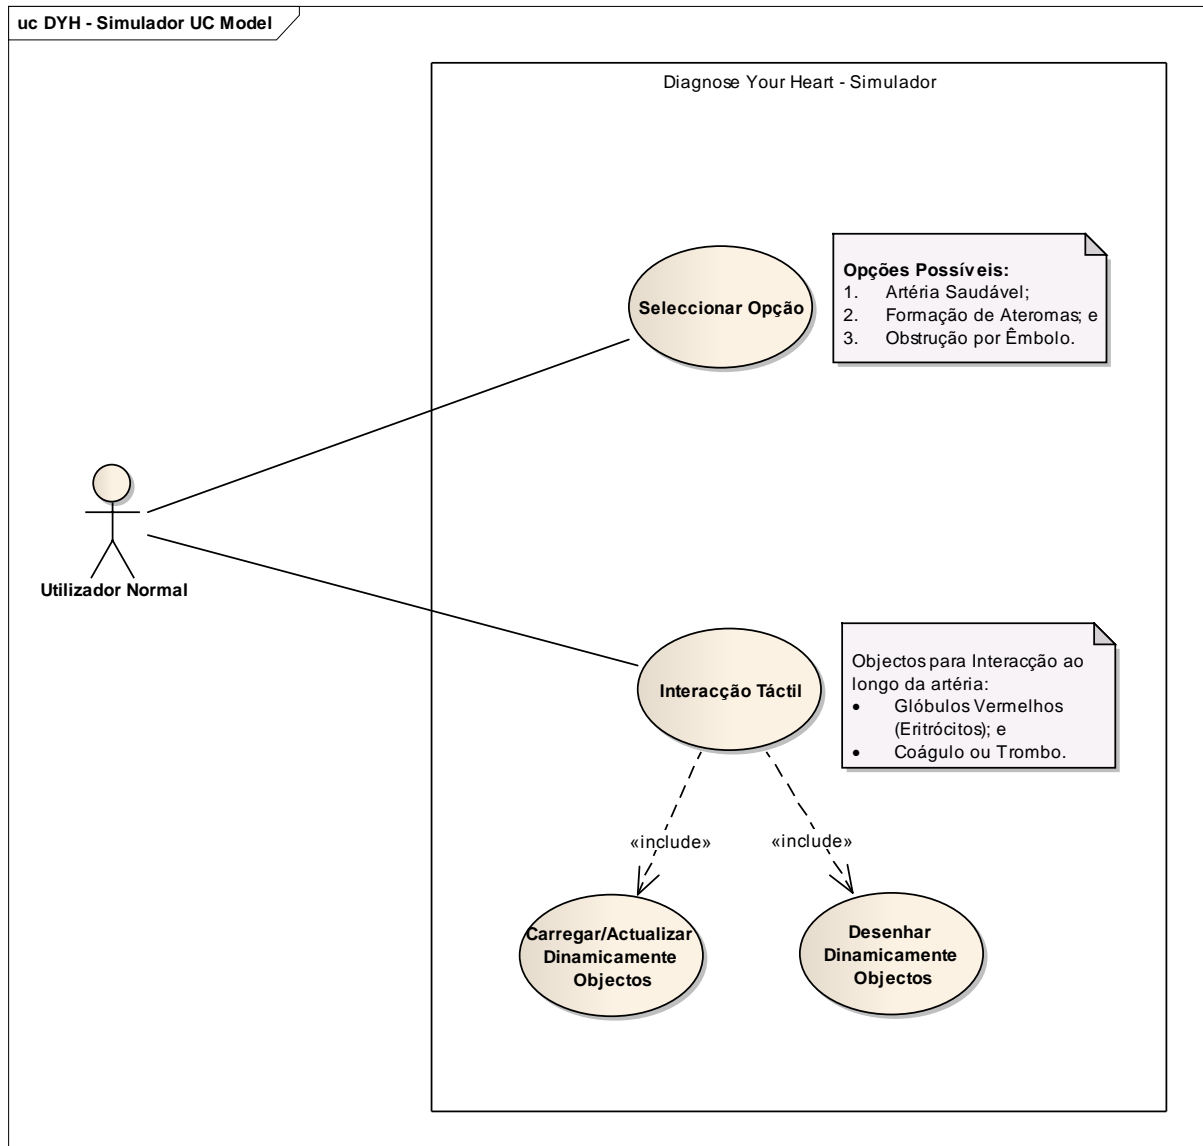 uc DYH - Simulador UC Model
Diagnose Your Heart - Simulador
Seleccionar Opção
Opções Possíveis:
1. Artéria Saudável;
2. Formação de Ateromas; e
3. Obstrução por Êmbolo.
Utilizador Normal
Interacção Táctil
Objectos para Interacção ao
longo da artéria:
• Glóbulos Vermelhos
(Eritrócitos); e
• Coágulo ou Trombo.
«include»
«include»
Carregar/Actualizar
Dinamicamente
Objectos
Desenhar
Dinamicamente
Objectos